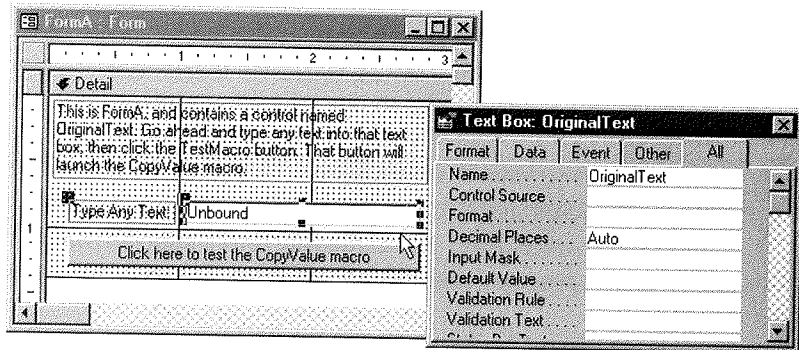 FormA : Form
1 2 3
Detail
This is FormA, and contains a control named
OriginalText. Go ahead and type any text into that text
box, then click the TestMacro button. That button will
launch the CopyValue macro.
Type Any Text:
Unbound
1
Click here to test the CopyValue macro
Text Box: OriginalText
Format Data Event Other All
Name . . . . . . . . . . . . OriginalText
Control Source . . . . .
Format . . . . . . . . . . .
Decimal Places . . . . Auto
Input Mask . . . . . . . .
Default Value . . . . . .
Validation Rule . . . . .
Validation Text . . . . .